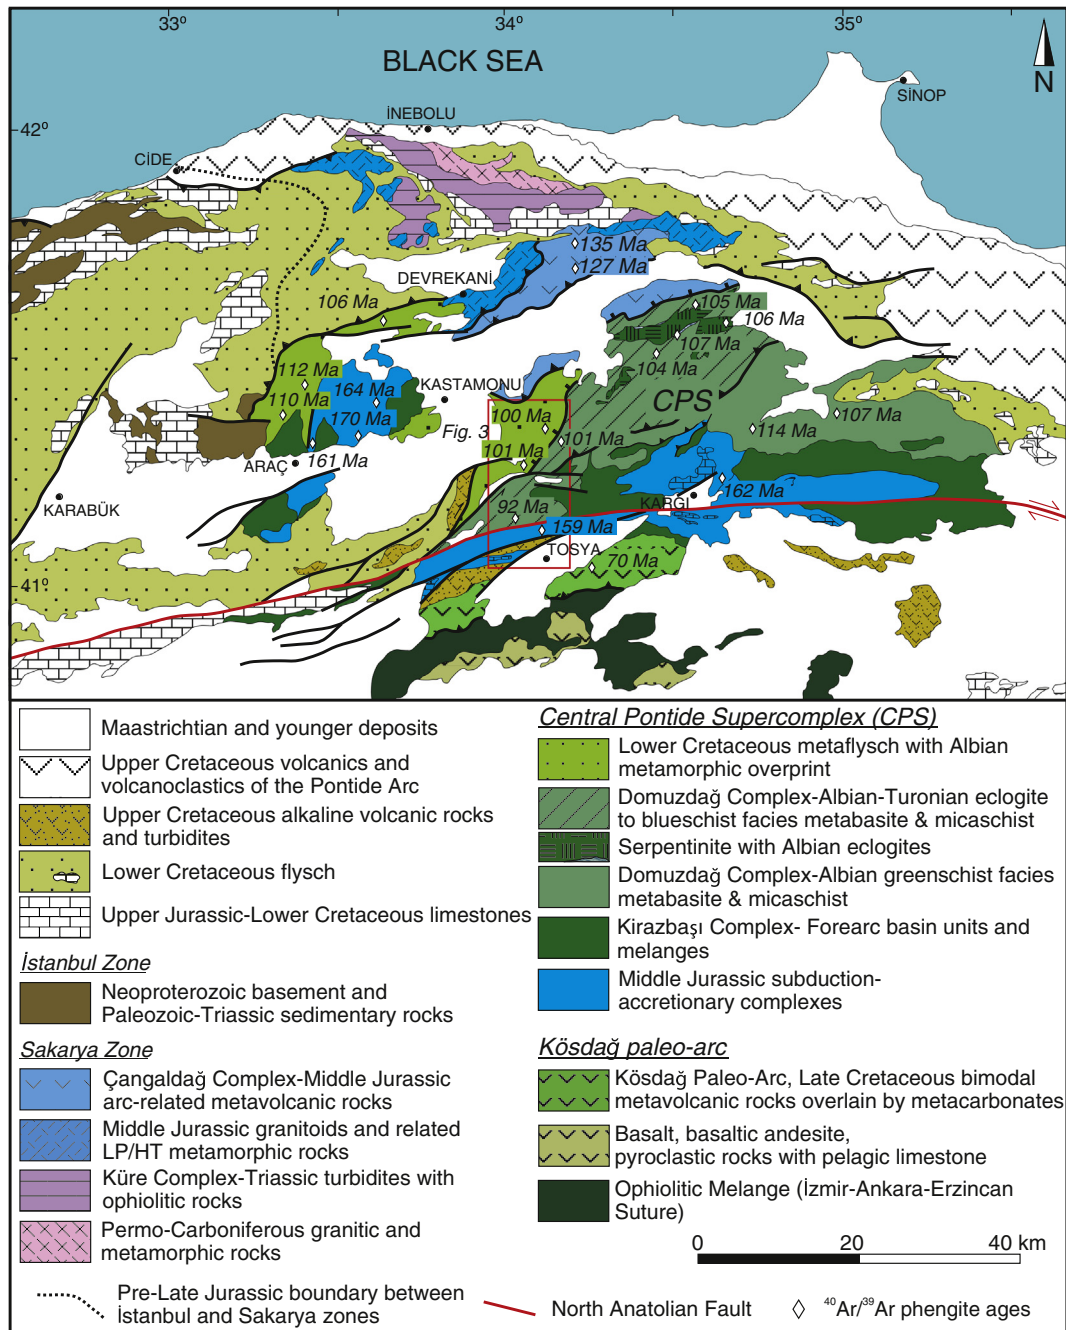 33º 34º 35º
BLACK SEA
N
SİNOP
İNEBOLU
42º
CİDE
135 Ma
127 Ma
DEVREKANİ
106 Ma
105 Ma
106 Ma
107 Ma
104 Ma
112 Ma
164 Ma
KASTAMONU
CPS
110 Ma
170 Ma
100 Ma
107 Ma
Fig. 3
114 Ma
101 Ma
101 Ma
161 Ma
ARAÇ
162 Ma
KARGI
KARABÜK
92 Ma
159 Ma
TOSYA
70 Ma
41º
Maastrichtian and younger deposits
Upper Cretaceous volcanics and
volcanoclastics of the Pontide Arc
Upper Cretaceous alkaline volcanic rocks
and turbidites
Lower Cretaceous flysch
Upper Jurassic-Lower Cretaceous limestones
İstanbul Zone
Neoproterozoic basement and
Paleozoic-Triassic sedimentary rocks
Sakarya Zone
Çangaldağ Complex-Middle Jurassic
arc-related metavolcanic rocks
Middle Jurassic granitoids and related
LP/HT metamorphic rocks
Küre Complex-Triassic turbidites with
ophiolitic rocks
Permo-Carboniferous granitic and
metamorphic rocks
Pre-Late Jurassic boundary between
İstanbul and Sakarya zones
Central Pontide Supercomplex (CPS)
Lower Cretaceous metaflysch with Albian
metamorphic overprint
Domuzdağ Complex-Albian-Turonian eclogite
to blueschist facies metabasite & micaschist
Serpentinite with Albian eclogites
Domuzdağ Complex-Albian greenschist facies
metabasite & micaschist
Kirazbaşı Complex- Forearc basin units and
melanges
Middle Jurassic subduction-
accretionary complexes
Kösdağ paleo-arc
Kösdağ Paleo-Arc, Late Cretaceous bimodal
metavolcanic rocks overlain by metacarbonates
Basalt, basaltic andesite,
pyroclastic rocks with pelagic limestone
Ophiolitic Melange (İzmir-Ankara-Erzincan
Suture)
0 20 40 km
North Anatolian Fault
⁴⁰Ar/³⁹Ar phengite ages